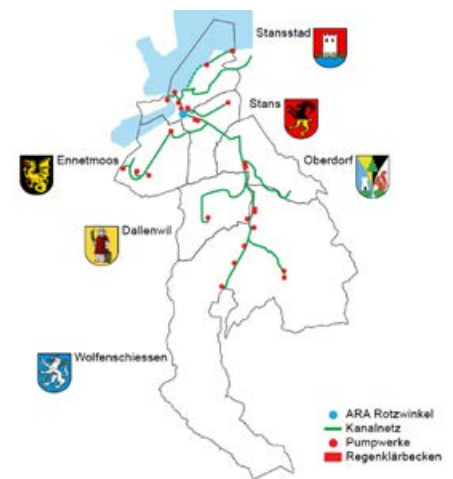 Stansstad
Stans
Ennetmoos
Oberdorf
Dallenwil
Wolfenschiessen
ARA Rotzwinkel
Kanalnetz
Pumpwerke
Regenklärbecken